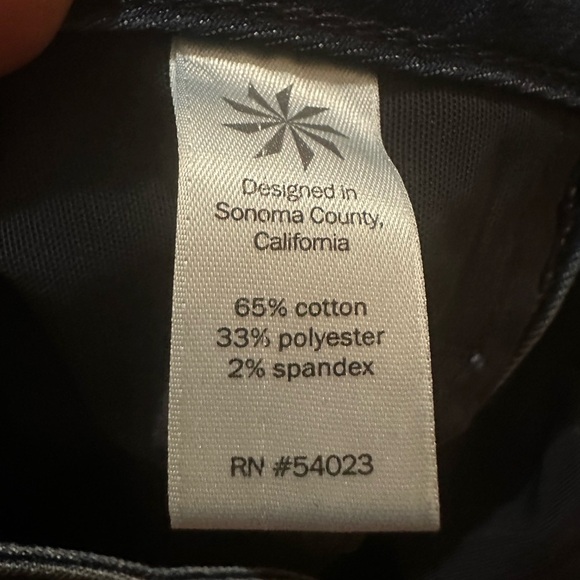 Designed in
Sonoma County,
California
65% cotton
33% polyester
2% spandex
RN #54023